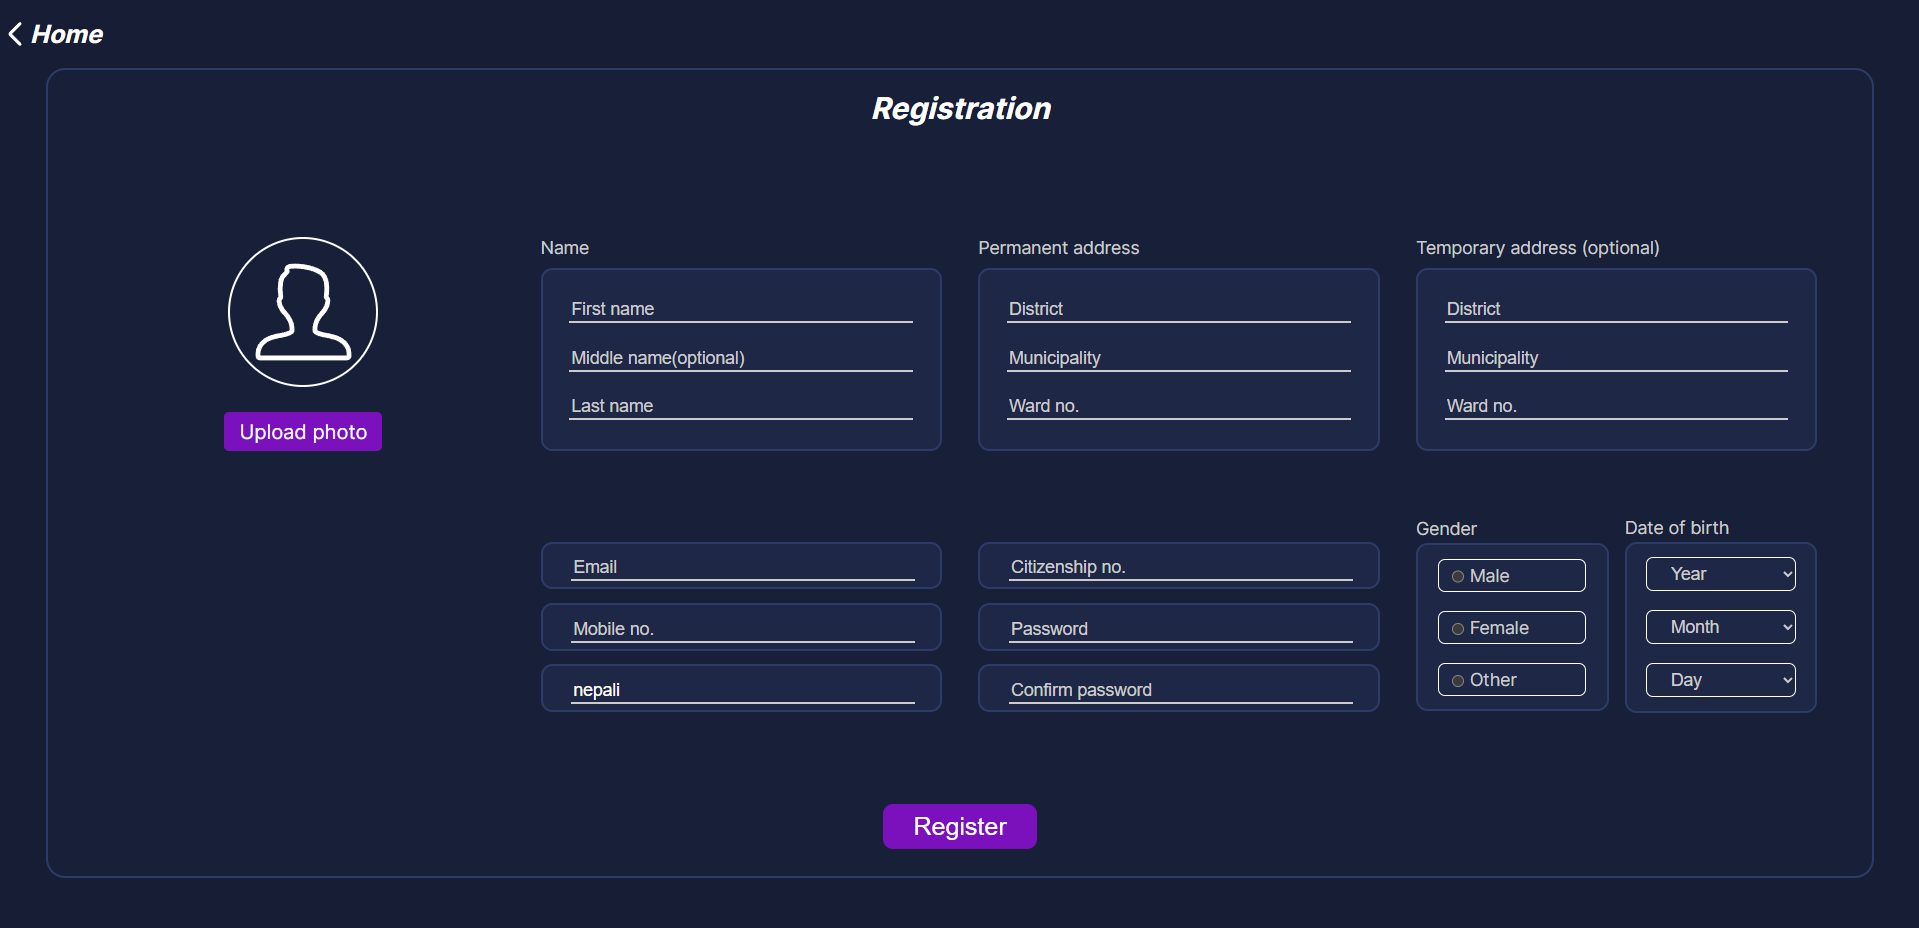 Home
Registration
Upload photo
Name
First name
Middle name(optional)
Last name
Permanent address
District
Municipality
Ward no.
Temporary address (optional)
District
Municipality
Ward no.
Email
Mobile no.
nepali
Citizenship no.
Password
Confirm password
Gender
Male
Female
Other
Date of birth
Year
Month
Day
Register